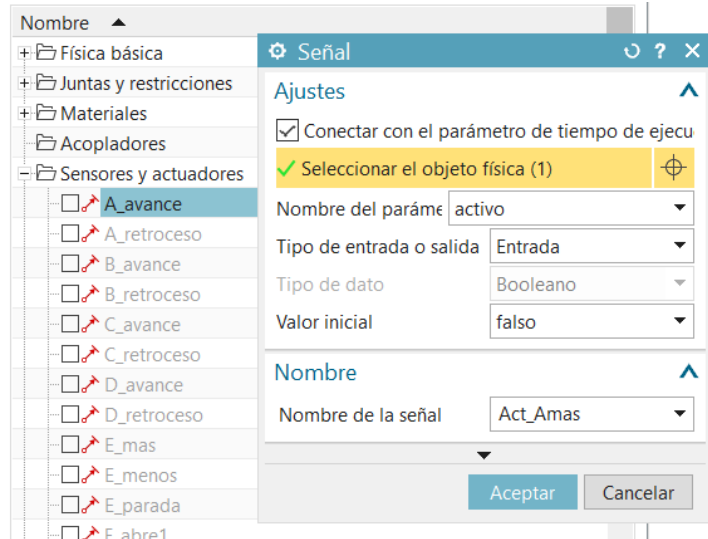 Nombre
Física básica
Juntas y restricciones
Materiales
Acopladores
Sensores y actuadores
A_avance
A_retroceso
B_avance
B_retroceso
C_avance
C_retroceso
D_avance
D_retroceso
E_mas
E_menos
E_parada
F_abre1
Señal
?
Ajustes
Conectar con el parámetro de tiempo de ejecu
Seleccionar el objeto física (1)
Nombre del paráme activo
Tipo de entrada o salida Entrada
Tipo de dato Booleano
Valor inicial falso
Nombre
Nombre de la señal Act_Amas
Aceptar Cancelar